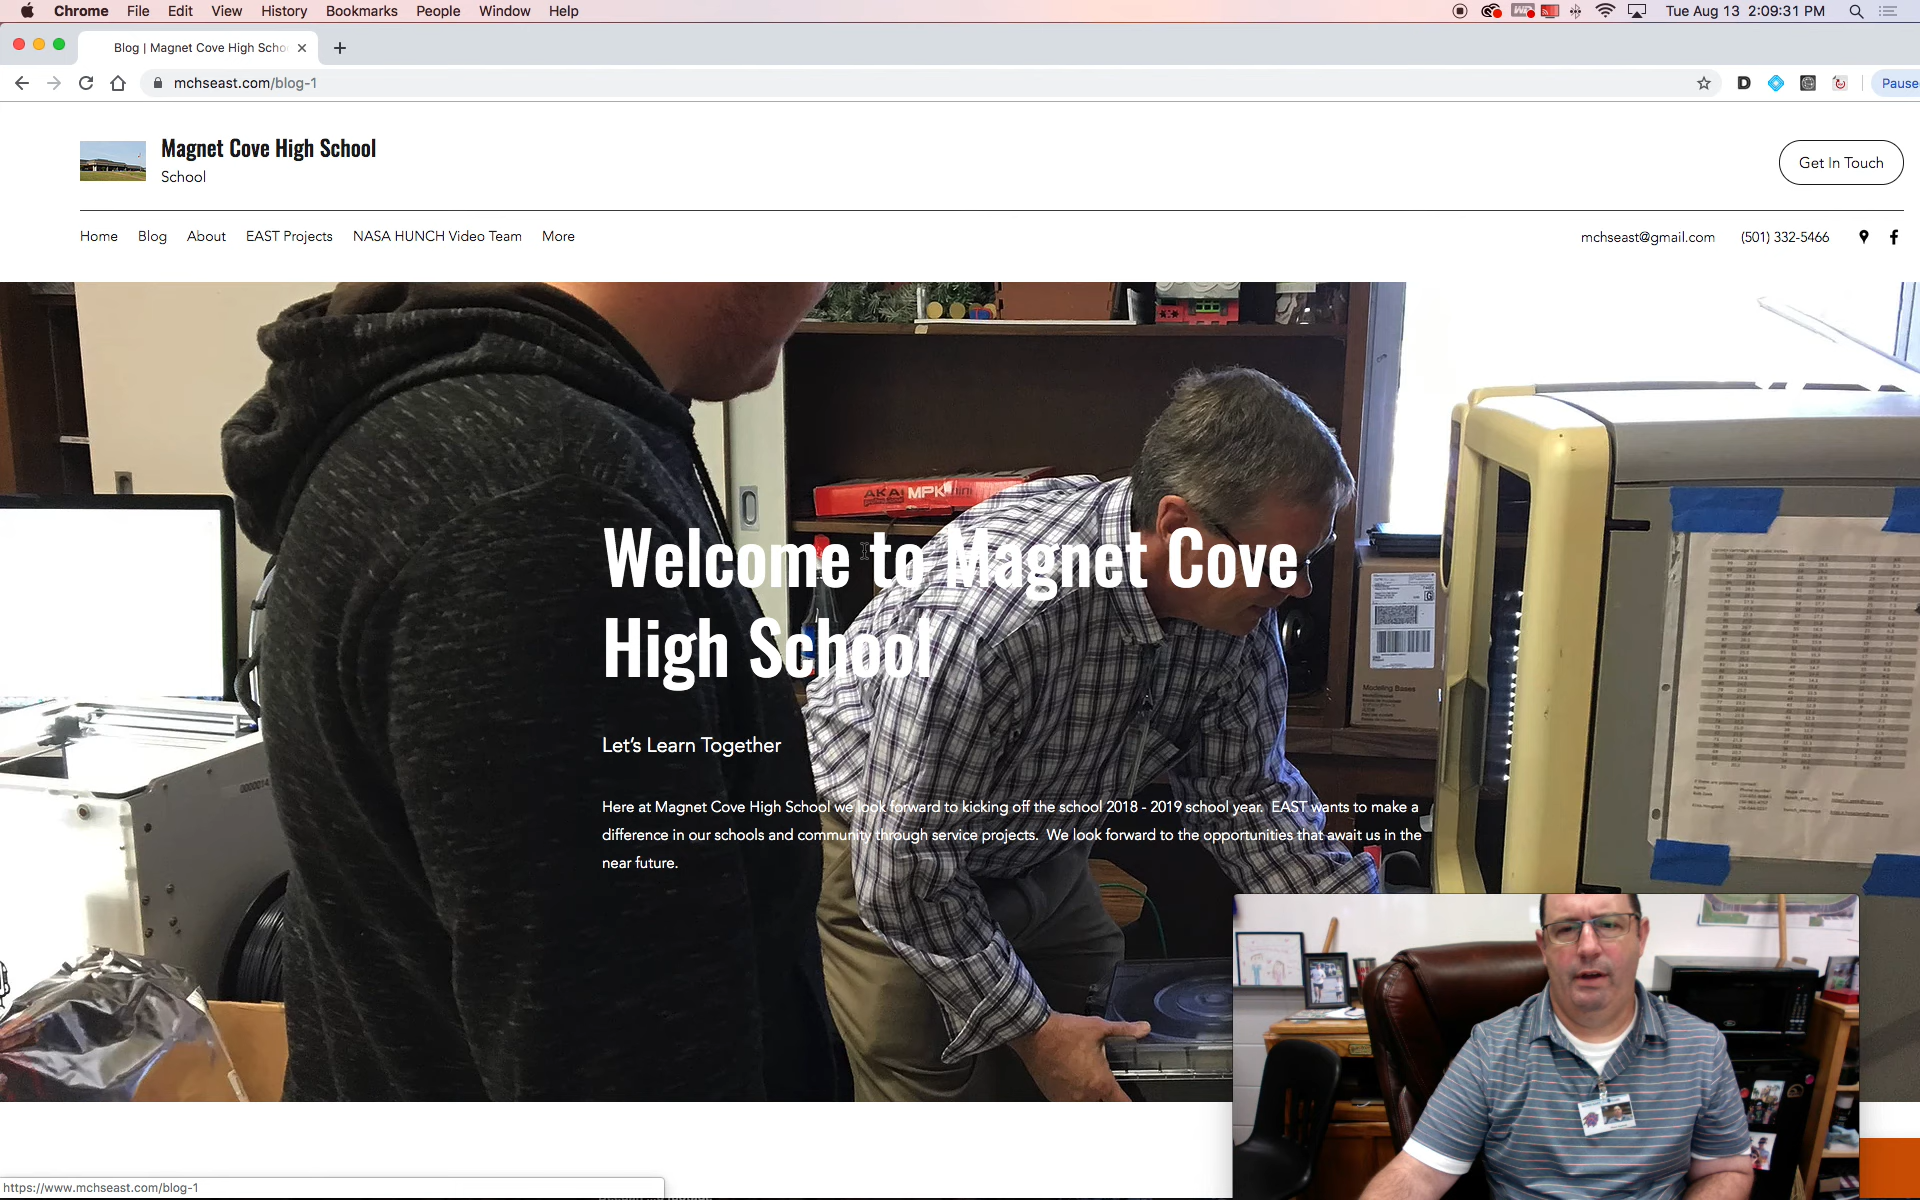 Chrome File Edit View History Bookmarks People Window Help
Tue Aug 13 2:09:31 PM
Blog | Magnet Cove High Scho
mchseast.com/blog-1
D
Pause
Magnet Cove High School
School
Get In Touch
Home Blog About EAST Projects NASA HUNCH Video Team More
mchseast@gmail.com (501) 332-5466
AKAI MPK mini
Welcome to Magnet Cove
High School
Let's Learn Together
Here at Magnet Cove High School we look forward to kicking off the school 2018 - 2019 school year. EAST wants to make a
difference in our schools and community through service projects. We look forward to the opportunities that await us in the
near future.
Modeling Bases
https://www.mchseast.com/blog-1